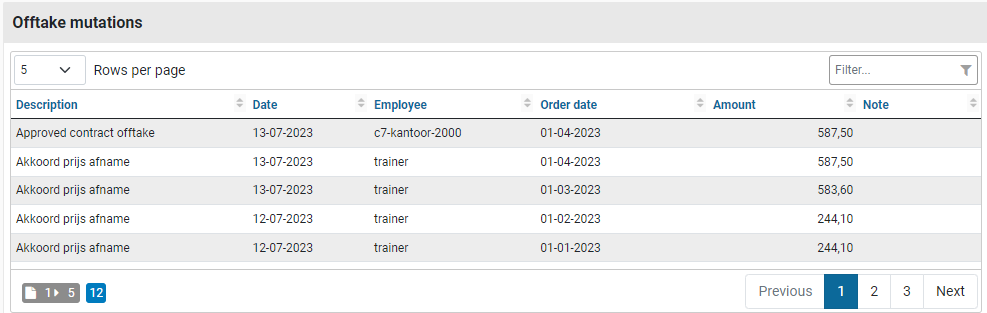 Offtake mutations
5 Rows per page Filter...
Description Date Employee Order date Amount Note
Approved contract offtake 13-07-2023 c7-kantoor-2000 01-04-2023 587,50
Akkoord prijs afname 13-07-2023 trainer 01-04-2023 587,50
Akkoord prijs afname 13-07-2023 trainer 01-03-2023 583,60
Akkoord prijs afname 12-07-2023 trainer 01-02-2023 244,10
Akkoord prijs afname 12-07-2023 trainer 01-01-2023 244,10
1 5 12 Previous 1 2 3 Next